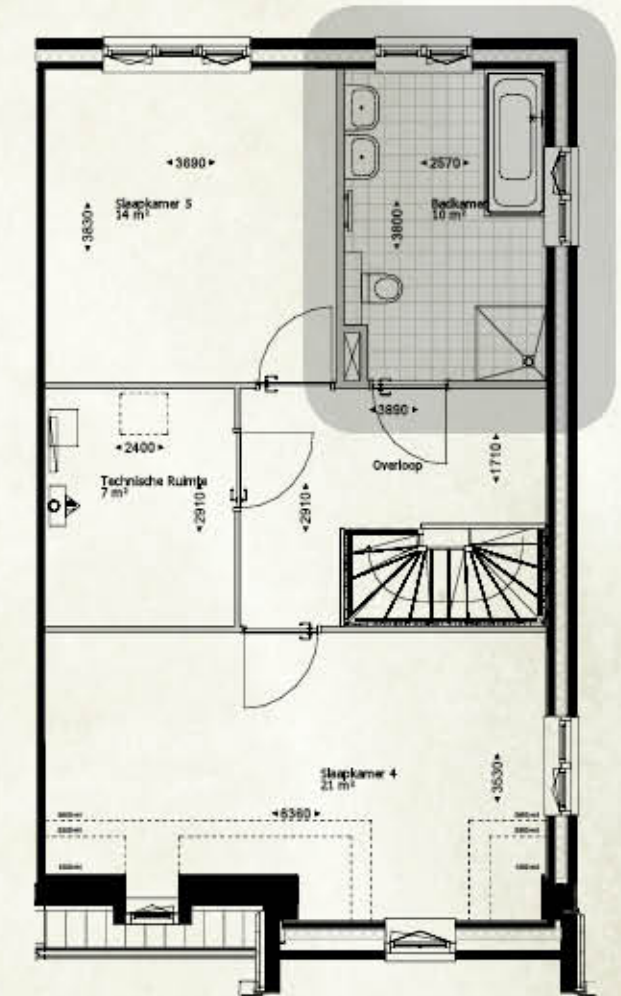 3690
Slaapkamer 5
14 m²
3830
2570
Badkamer
10 m²
3800
3890
Overloop
1710
2400
Technische Ruimte
7 m²
2910
2910
Slaapkamer 4
21 m²
3530
6360